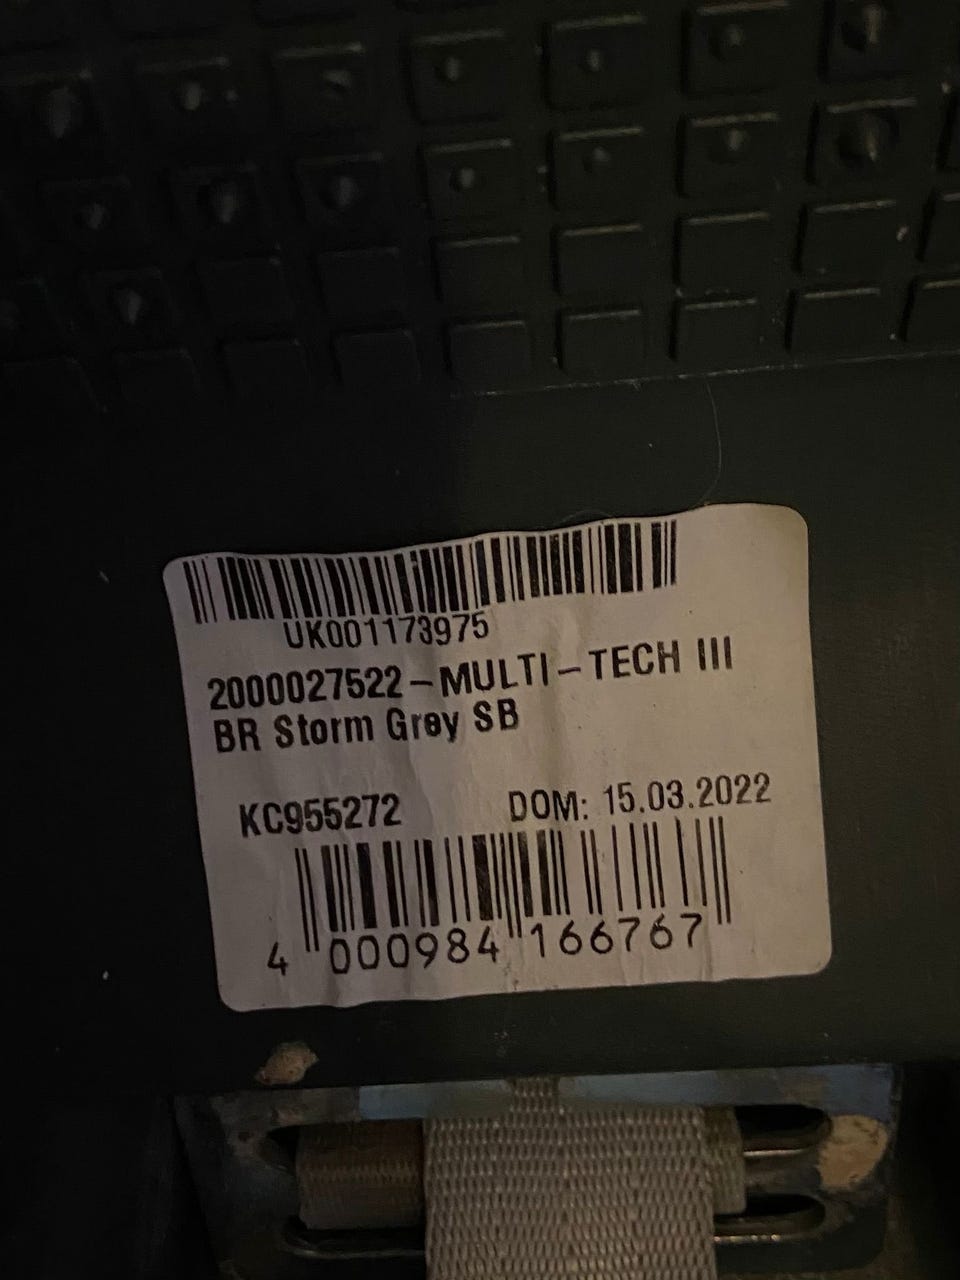 UK001173975
2000027522-MULTI-TECH III
BR Storm Grey SB
KC955272 DOM: 15.03.2022
4 000984 166767